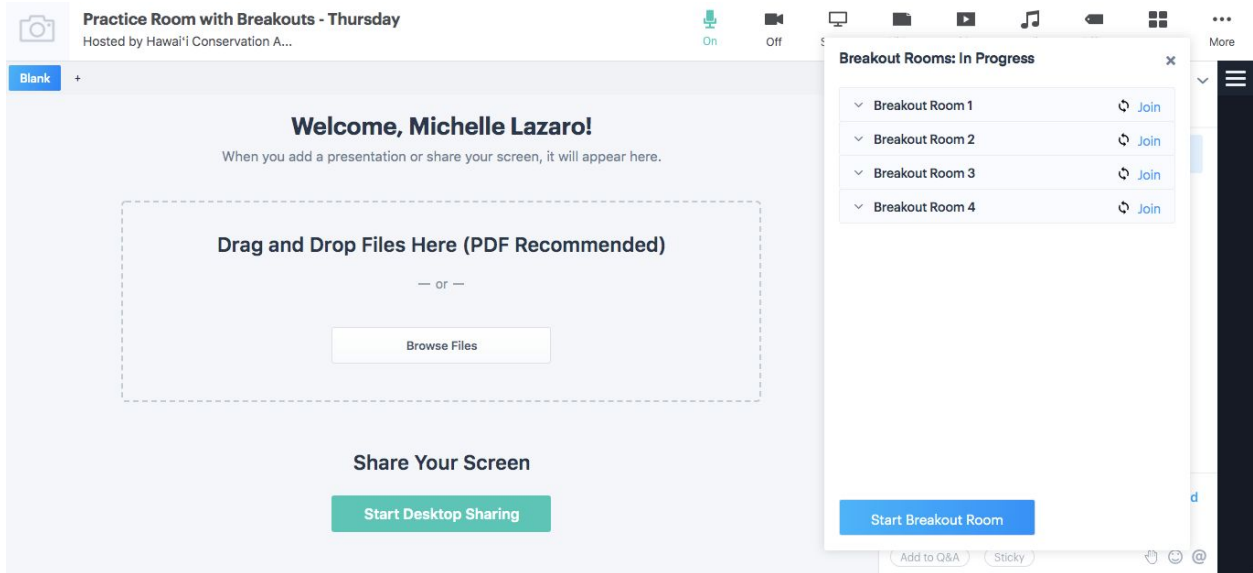 Practice Room with Breakouts - Thursday
Hosted by Hawai'i Conservation A...
On
Off
More
Blank
+
Welcome, Michelle Lazaro!
When you add a presentation or share your screen, it will appear here.
Drag and Drop Files Here (PDF Recommended)
— or —
Browse Files
Share Your Screen
Start Desktop Sharing
Breakout Rooms: In Progress
Breakout Room 1 Join
Breakout Room 2 Join
Breakout Room 3 Join
Breakout Room 4 Join
Start Breakout Room
Add to Q&A Sticky @